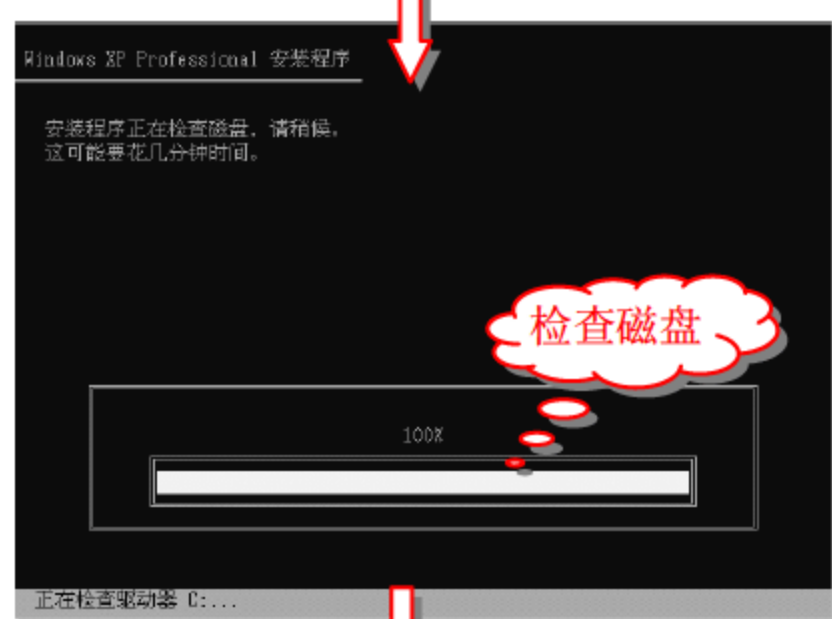 Windows XP Professional 安装程序
安装程序正在检查磁盘，请稍候。
这可能要花几分钟时间。
检查磁盘
100%
正在检查驱动器 C:...